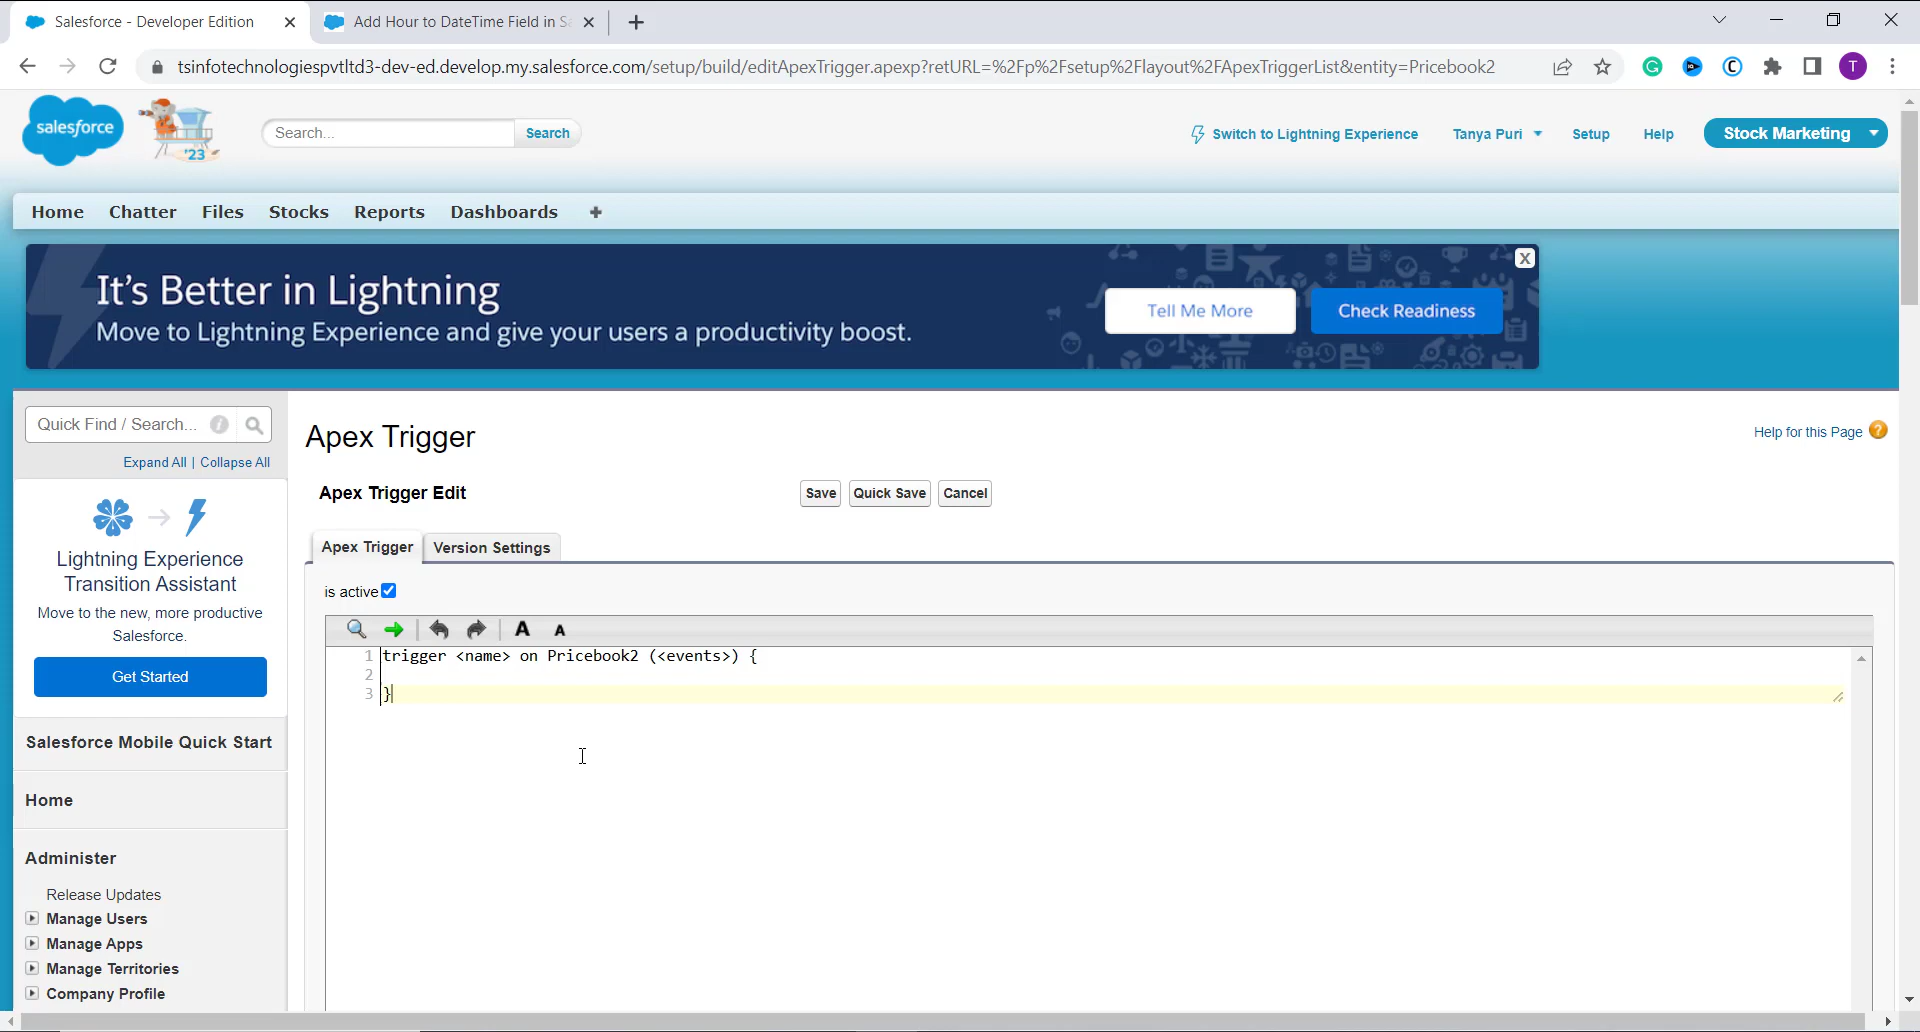 Salesforce - Developer Edition
Add Hour to DateTime Field in Sa
tsinfotechnologiespvtltd3-dev-ed.develop.my.salesforce.com/setup/build/editApexTrigger.apexp?retURL=%2Fp%2Fsetup%2Flayout%2FApexTriggerList&entity=Pricebook2
T
salesforce
'23
Search...
Search
Switch to Lightning Experience
Tanya Puri
Setup
Help
Stock Marketing
Home
Chatter
Files
Stocks
Reports
Dashboards
+
It's Better in Lightning
Move to Lightning Experience and give your users a productivity boost.
Tell Me More
Check Readiness
X
Quick Find / Search...
Expand All | Collapse All
Lightning Experience
Transition Assistant
Move to the new, more productive
Salesforce.
Get Started
Salesforce Mobile Quick Start
Home
Administer
Release Updates
Manage Users
Manage Apps
Manage Territories
Company Profile
Apex Trigger
Help for this Page ?
Apex Trigger Edit
Save
Quick Save
Cancel
Apex Trigger
Version Settings
is active
A
A
1 trigger <name> on Pricebook2 (<events>) {
2
3 }